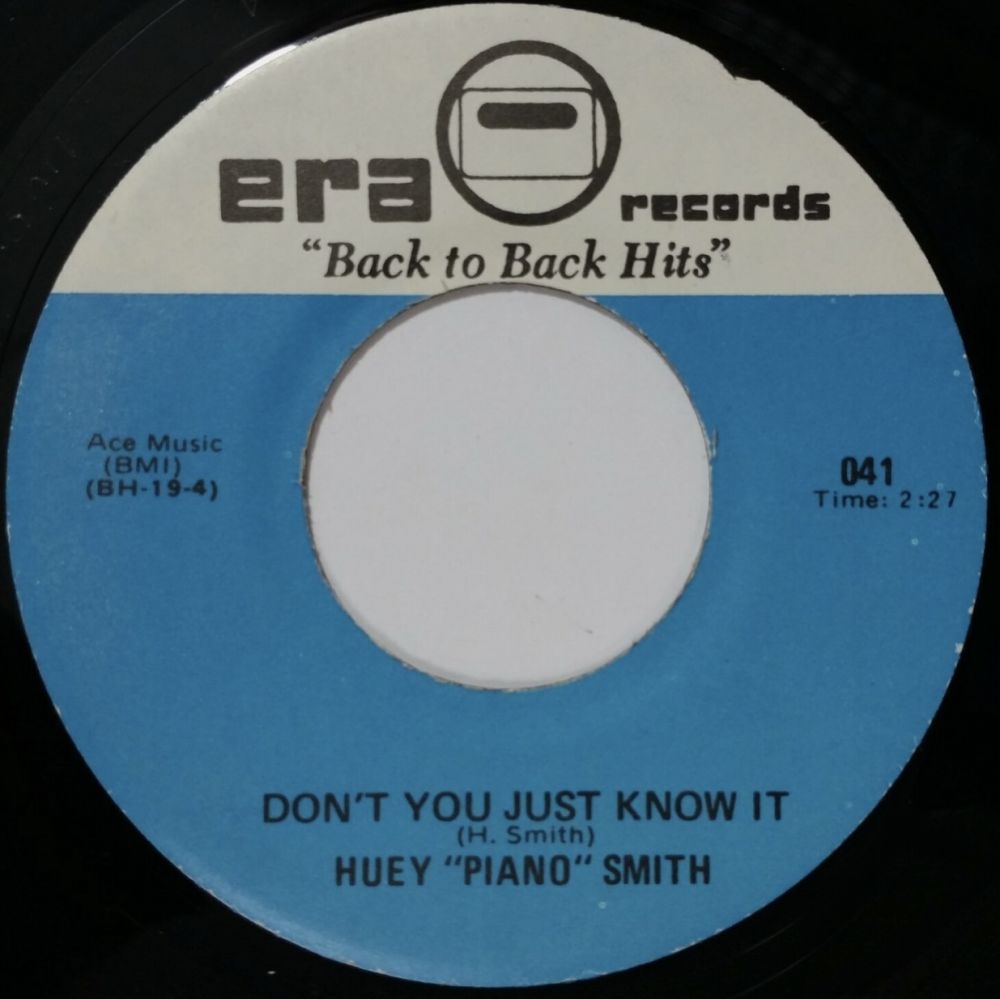 era records
“Back to Back Hits”
Ace Music
(BMI)
(BH-19-4)
041
Time: 2:27
DON'T YOU JUST KNOW IT
(H. Smith)
HUEY "PIANO" SMITH